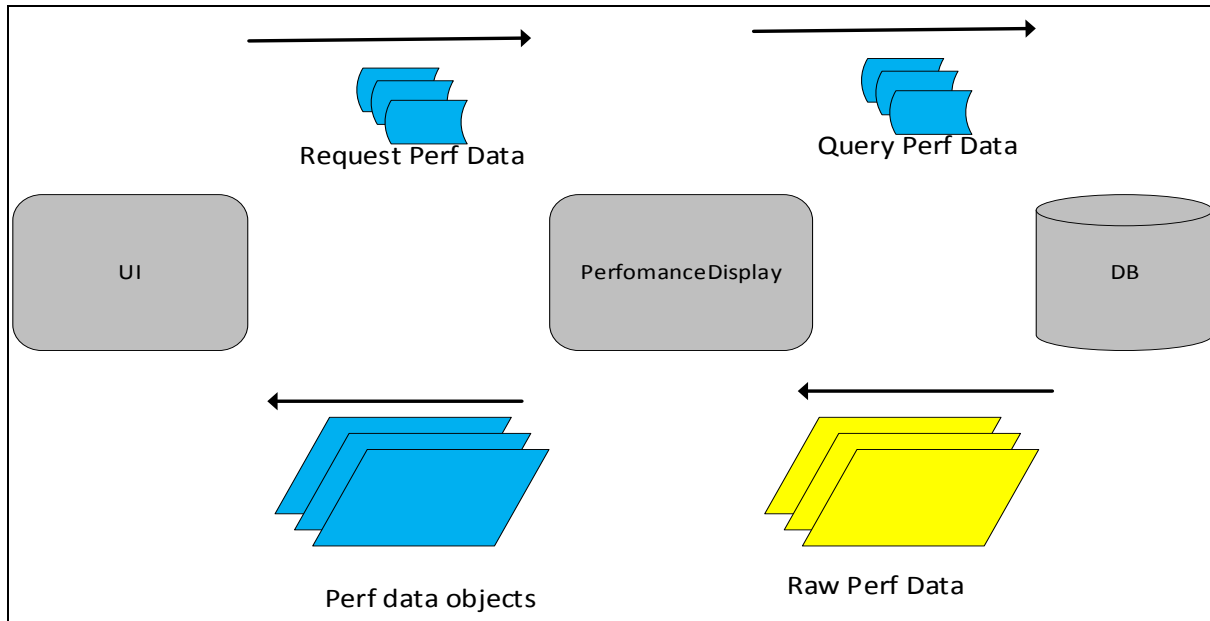 Request Perf Data
Query Perf Data
UI
PerfomanceDisplay
DB
Perf data objects
Raw Perf Data